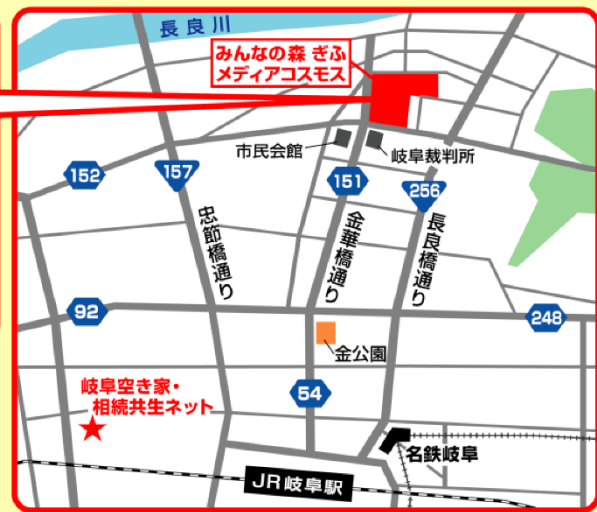 長良川
みんなの森 ぎふ
メディアコスモス
市民会館
岐阜裁判所
152
157
151
256
忠節橋通り
金華橋通り
長良橋通り
92
248
金公園
岐阜空き家・
相続共生ネット
54
名鉄岐阜
JR岐阜駅